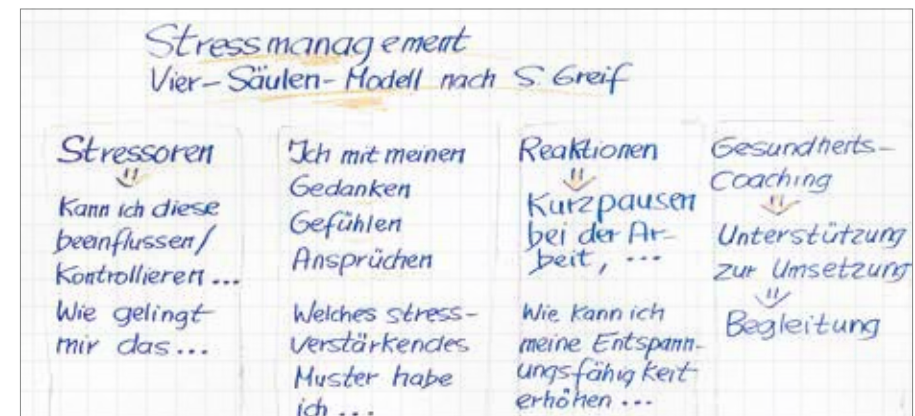 Stressmanagement
Vier-Säulen-Modell nach S. Greif
Stressoren
Kann ich diese
beeinflussen/
Kontrollieren ...
Wie gelingt
mir das ...
Ich mit meinen
Gedanken
Gefühlen
Ansprüchen
Welches stress-
verstärkendes
Muster habe
ich ...
Reaktionen
Kurzpausen
bei der Ar-
beit, ...
Wie kann ich
meine Entspann-
ungsfähigkeit
erhöhen ...
Gesundheits-
Coaching
Unterstützung
zur Umsetzung
Begleitung